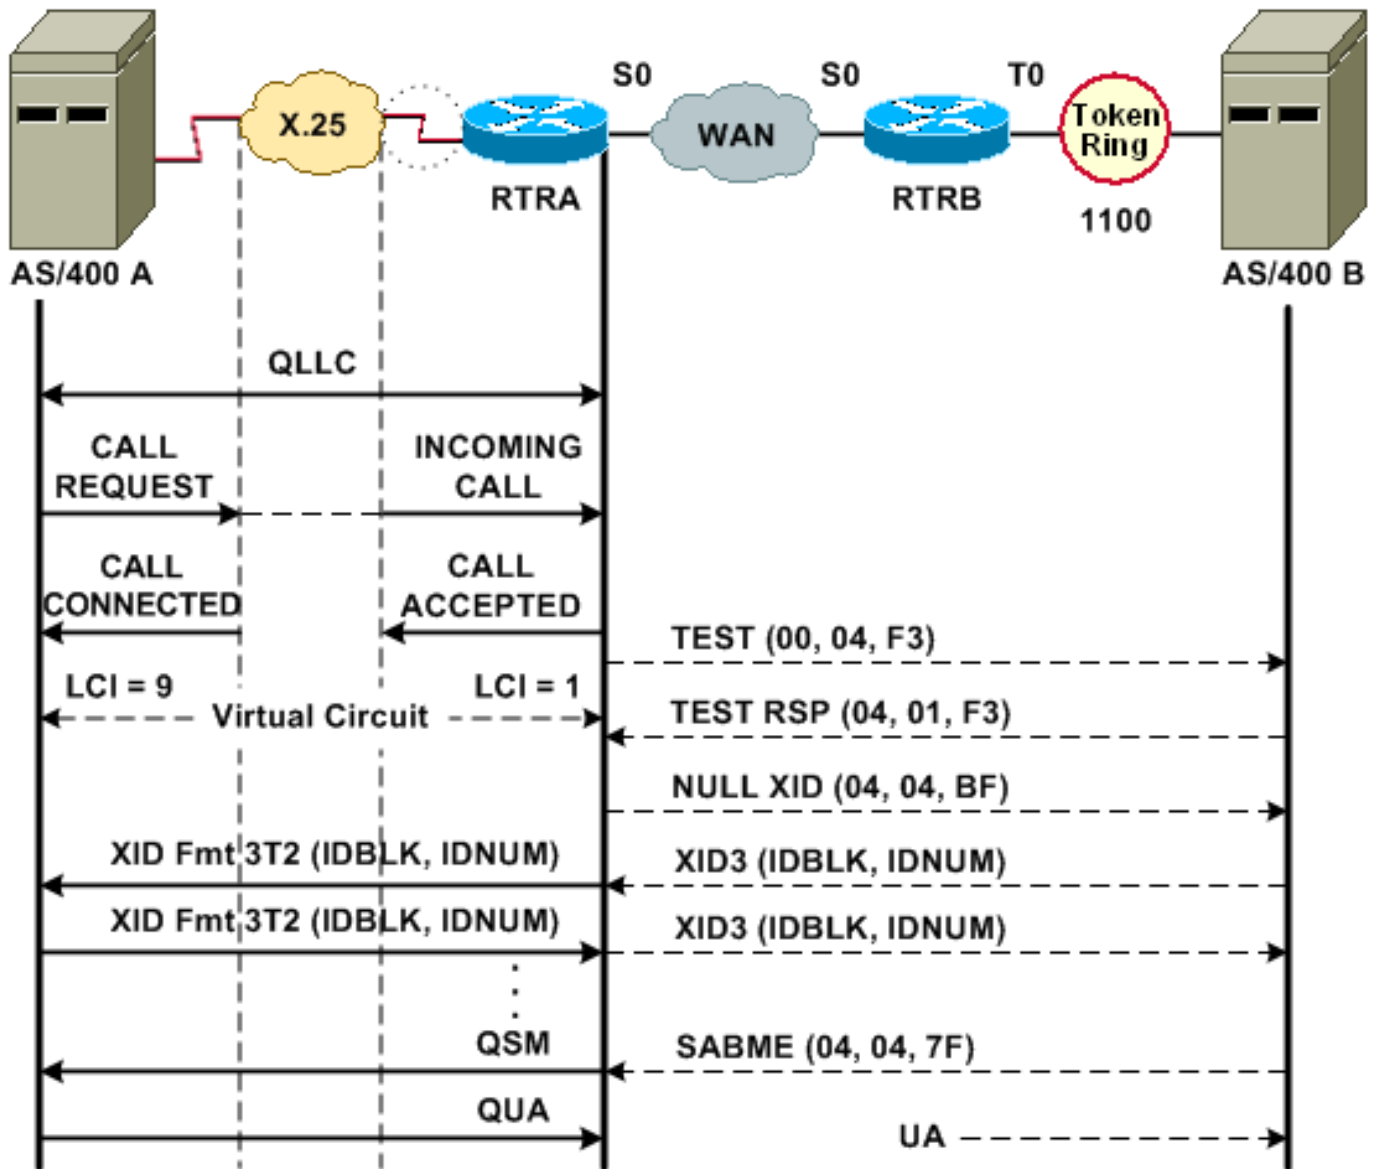 S0
S0
T0
X.25
WAN
Token
Ring
RTRA
RTRB
1100
AS/400 A
AS/400 B
QLLC
CALL
REQUEST
INCOMING
CALL
CALL
CONNECTED
CALL
ACCEPTED
TEST (00, 04, F3)
LCI = 9
LCI = 1
Virtual Circuit
TEST RSP (04, 01, F3)
NULL XID (04, 04, BF)
XID Fmt 3T2 (IDBLK, IDNUM)
XID3 (IDBLK, IDNUM)
XID Fmt 3T2 (IDBLK, IDNUM)
XID3 (IDBLK, IDNUM)
QSM
SABME (04, 04, 7F)
QUA
UA